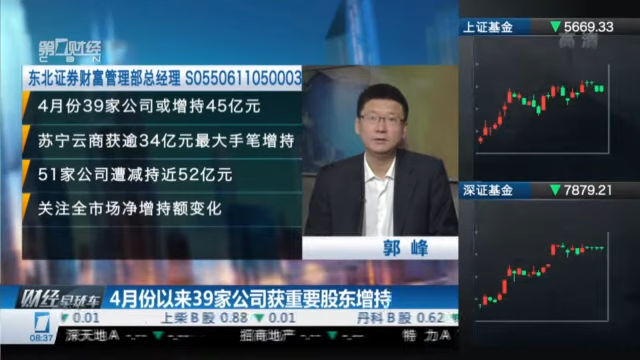 第一财经
CBN
高清
东北证券财富管理部总经理 S0550611050003
4月份39家公司或增持45亿元
苏宁云商获逾34亿元最大手笔增持
51家公司遭减持近52亿元
关注全市场净增持额变化
郭峰
上证基金 ▼5669.33
深证基金 ▼7879.21
财经早班车
4月份以来39家公司获重要股东增持
▼0.01 上柴B股 0.88 ▼0.01 丹科B股 0.62
08:37
深天地A 招商地产 特 力A